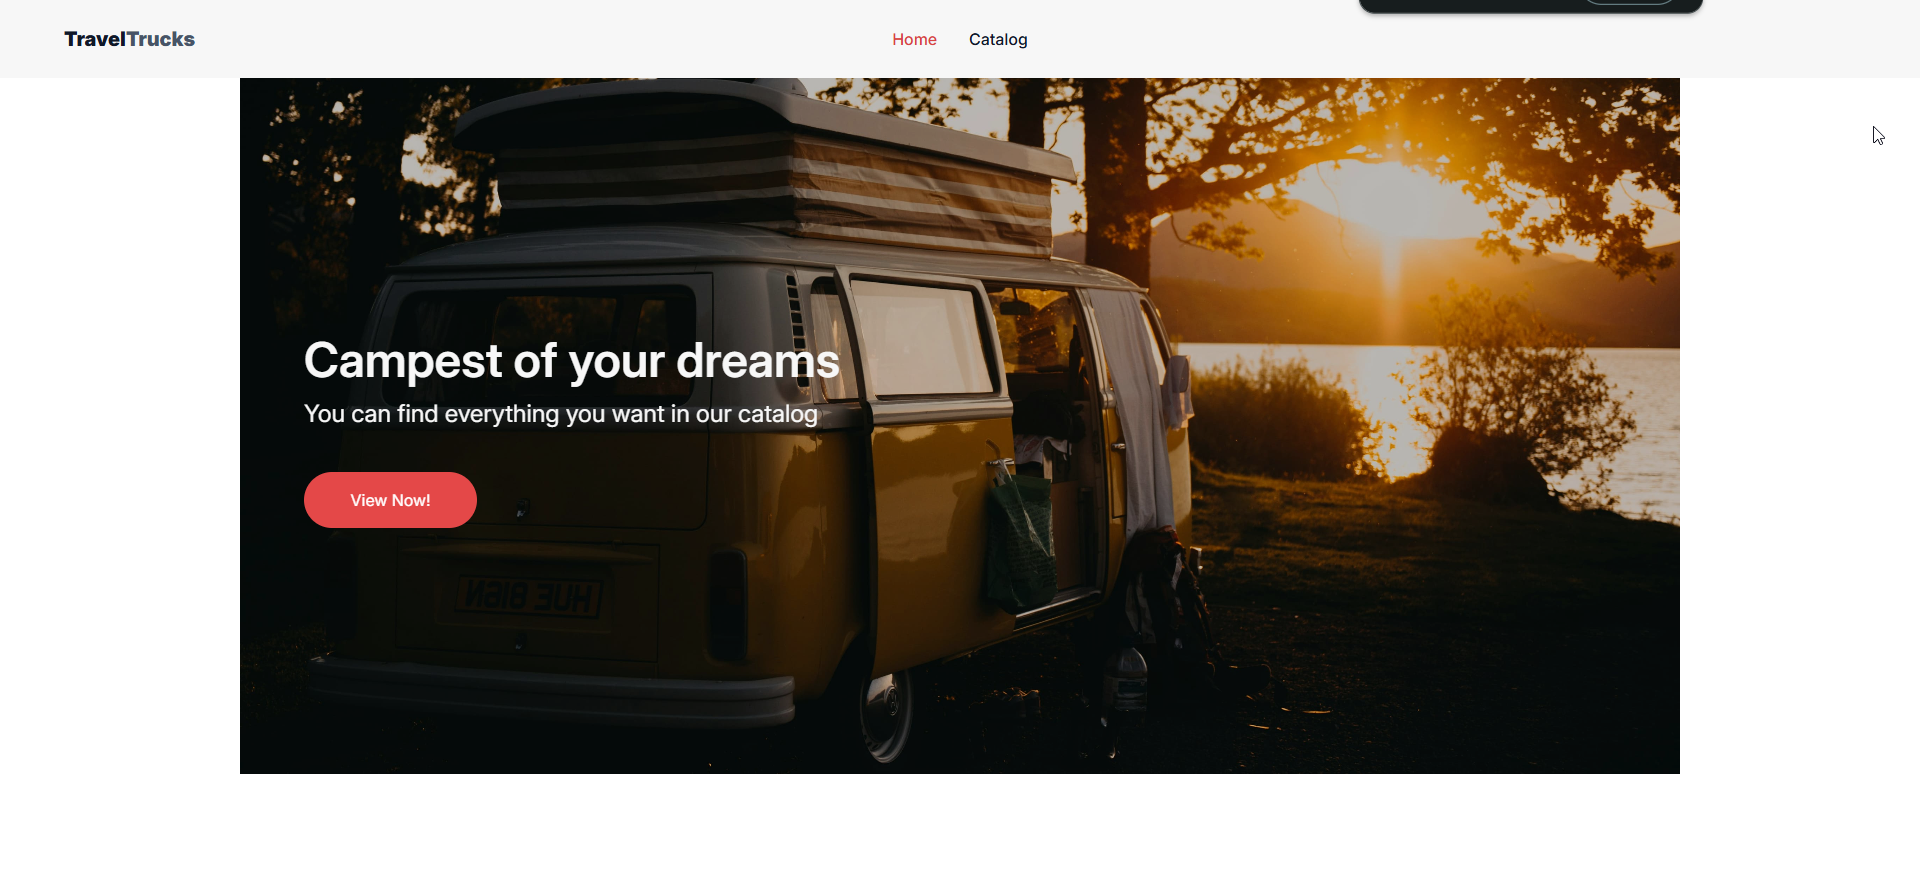 TravelTrucks
Home Catalog
Campest of your dreams
You can find everything you want in our catalog
View Now!
HUE 816N